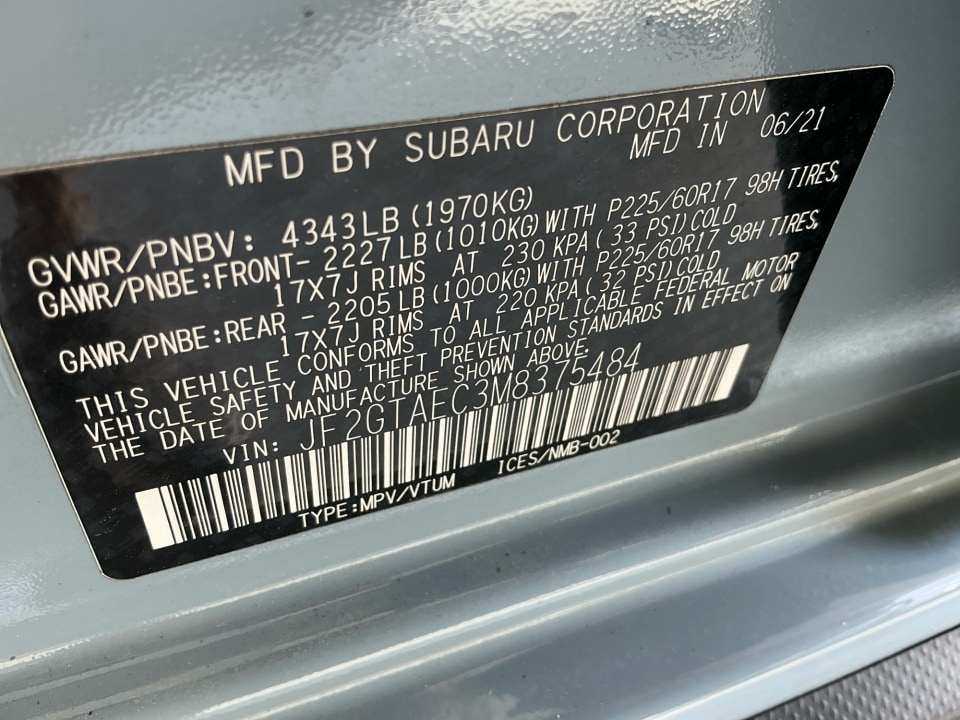 MFD BY SUBARU CORPORATION
MFD IN 06/21
GVWR/PNBV: 4343LB(1970KG)
GAWR/PNBE:FRONT-2227LB(1010KG)WITH P225/60R17 98H TIRES,
17X7J RIMS AT 230 KPA(33 PSI)COLD
GAWR/PNBE:REAR -2205LB(1000KG)WITH P225/60R17 98H TIRES,
17X7J RIMS AT 220 KPA(32 PSI)COLD
THIS VEHICLE CONFORMS TO ALL APPLICABLE FEDERAL MOTOR
VEHICLE SAFETY AND THEFT PREVENTION STANDARDS IN EFFECT ON
THE DATE OF MANUFACTURE SHOWN ABOVE.
VIN: JF2GTAEC3M8375484
TYPE:MPV/VTUM ICES/NMB-002